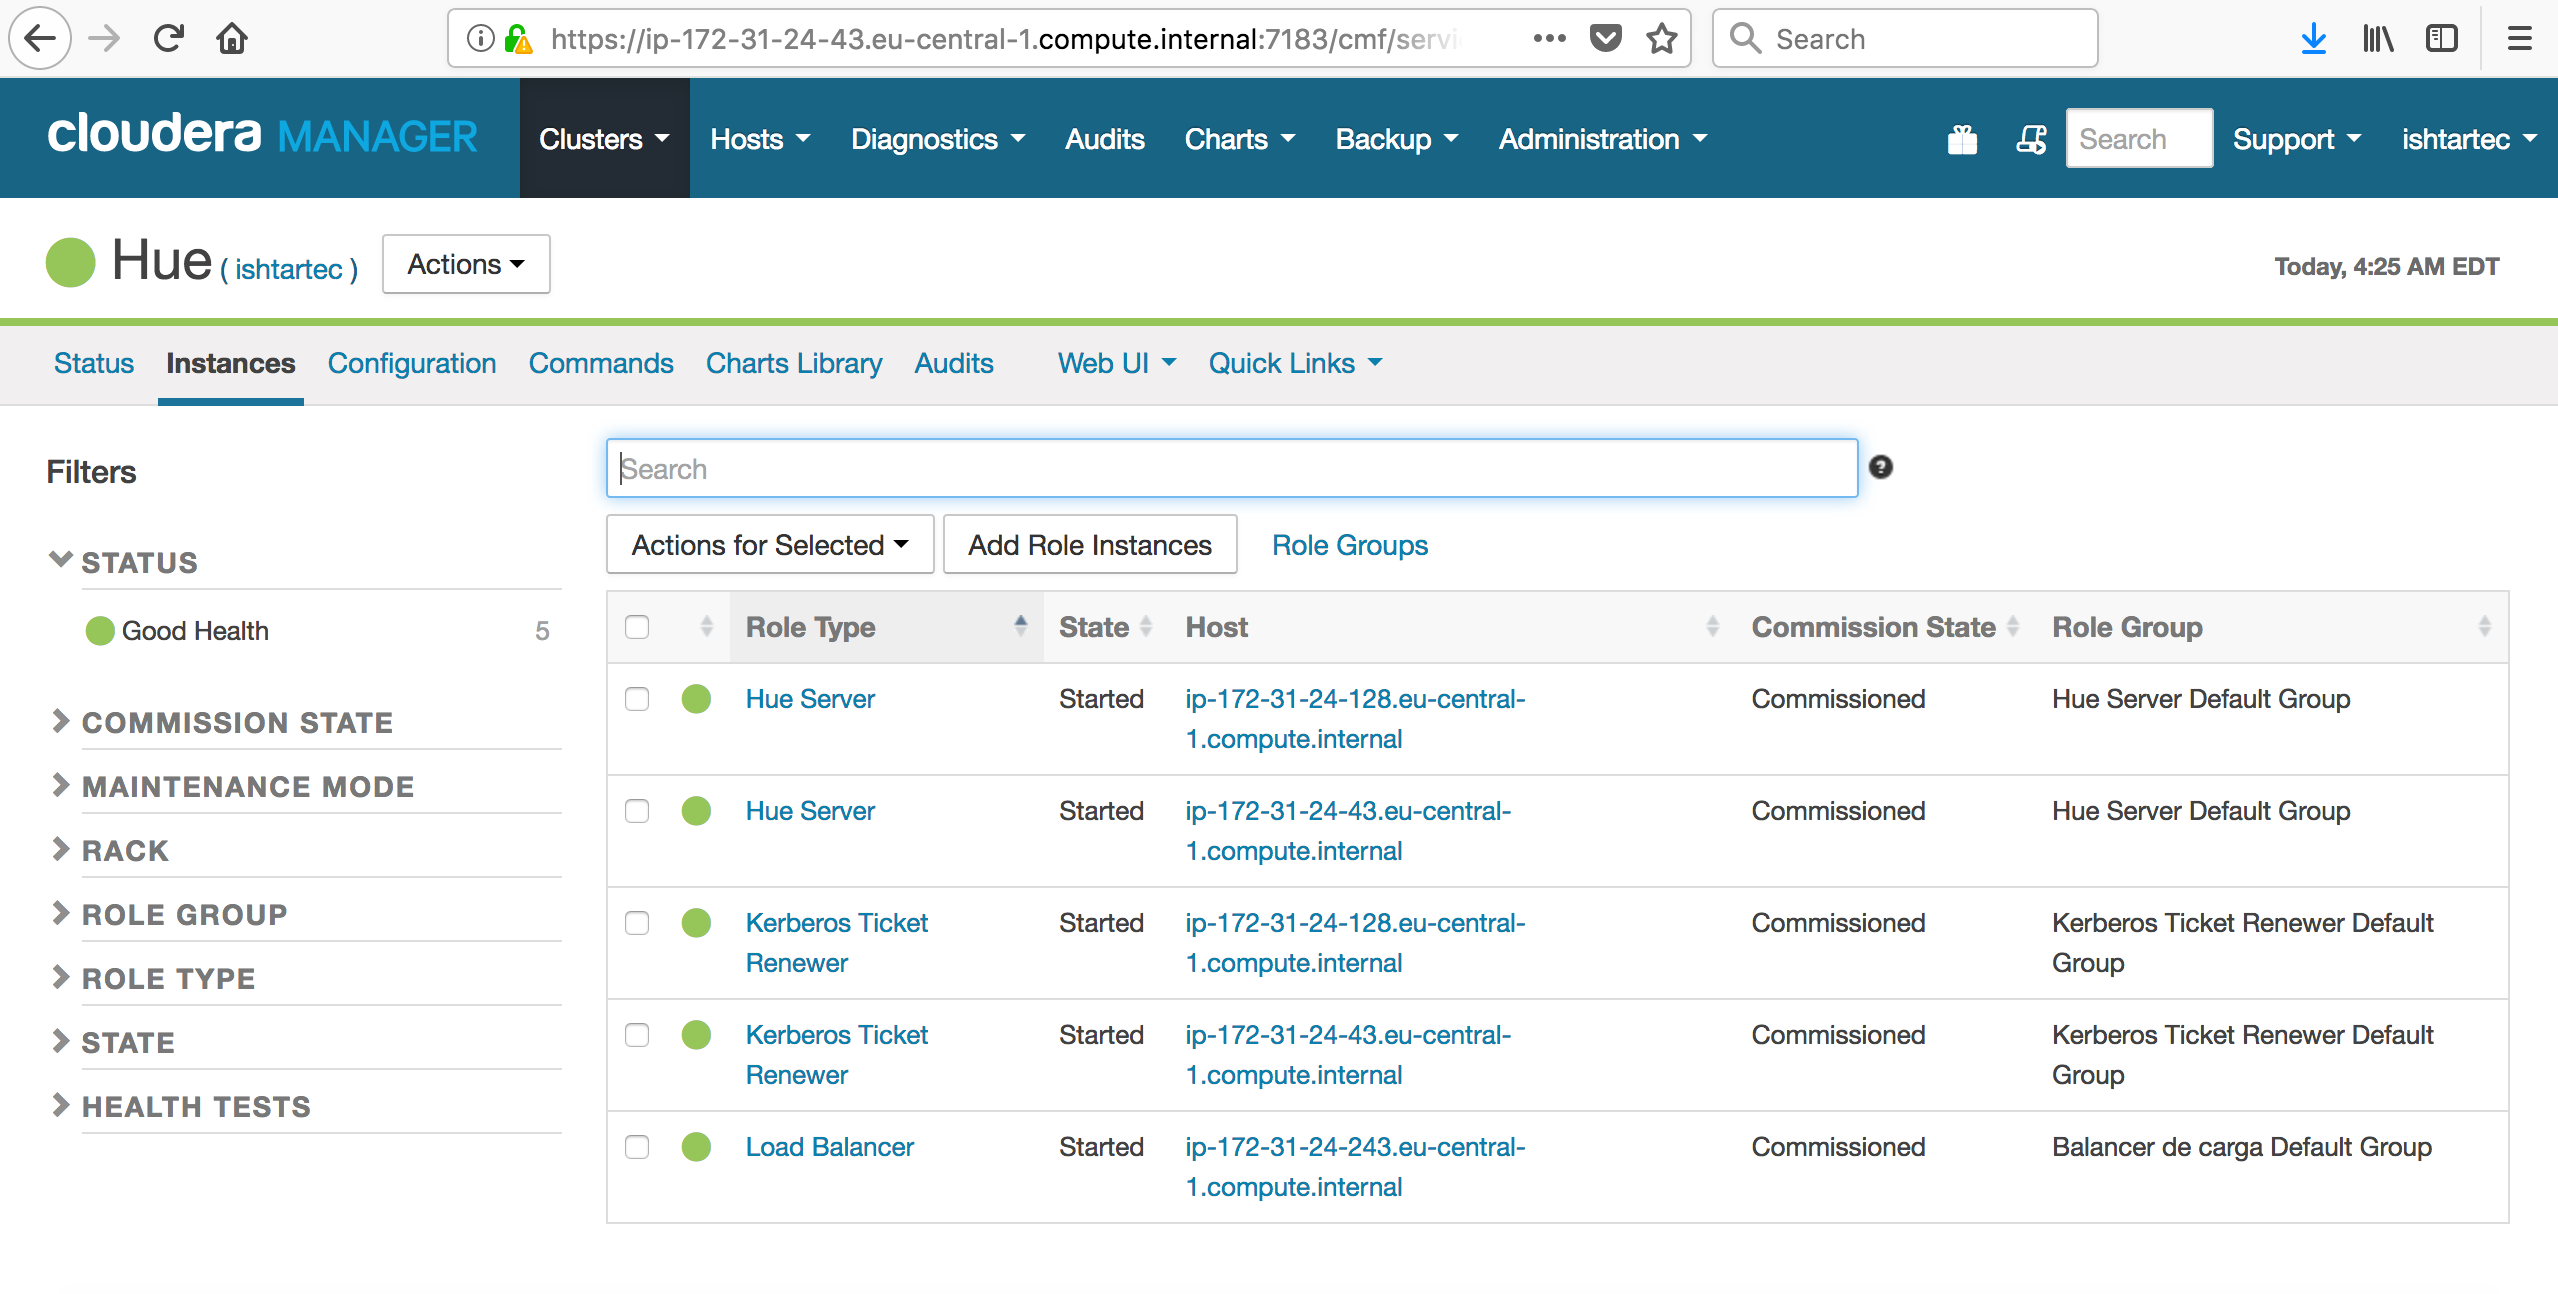 https://ip-172-31-24-43.eu-central-1.compute.internal:7183/cmf/servi
Search
cloudera MANAGER
Clusters
Hosts
Diagnostics
Audits
Charts
Backup
Administration
Search
Support
ishtartec
Hue ( ishtartec )
Actions
Today, 4:25 AM EDT
Status
Instances
Configuration
Commands
Charts Library
Audits
Web UI
Quick Links
Filters
STATUS
Good Health 5
COMMISSION STATE
MAINTENANCE MODE
RACK
ROLE GROUP
ROLE TYPE
STATE
HEALTH TESTS
Search
?
Actions for Selected
Add Role Instances
Role Groups
Role Type State Host Commission State Role Group
Hue Server Started ip-172-31-24-128.eu-central- Commissioned Hue Server Default Group
1.compute.internal
Hue Server Started ip-172-31-24-43.eu-central- Commissioned Hue Server Default Group
1.compute.internal
Kerberos Ticket Started ip-172-31-24-128.eu-central- Commissioned Kerberos Ticket Renewer Default
Renewer 1.compute.internal Group
Kerberos Ticket Started ip-172-31-24-43.eu-central- Commissioned Kerberos Ticket Renewer Default
Renewer 1.compute.internal Group
Load Balancer Started ip-172-31-24-243.eu-central- Commissioned Balancer de carga Default Group
1.compute.internal